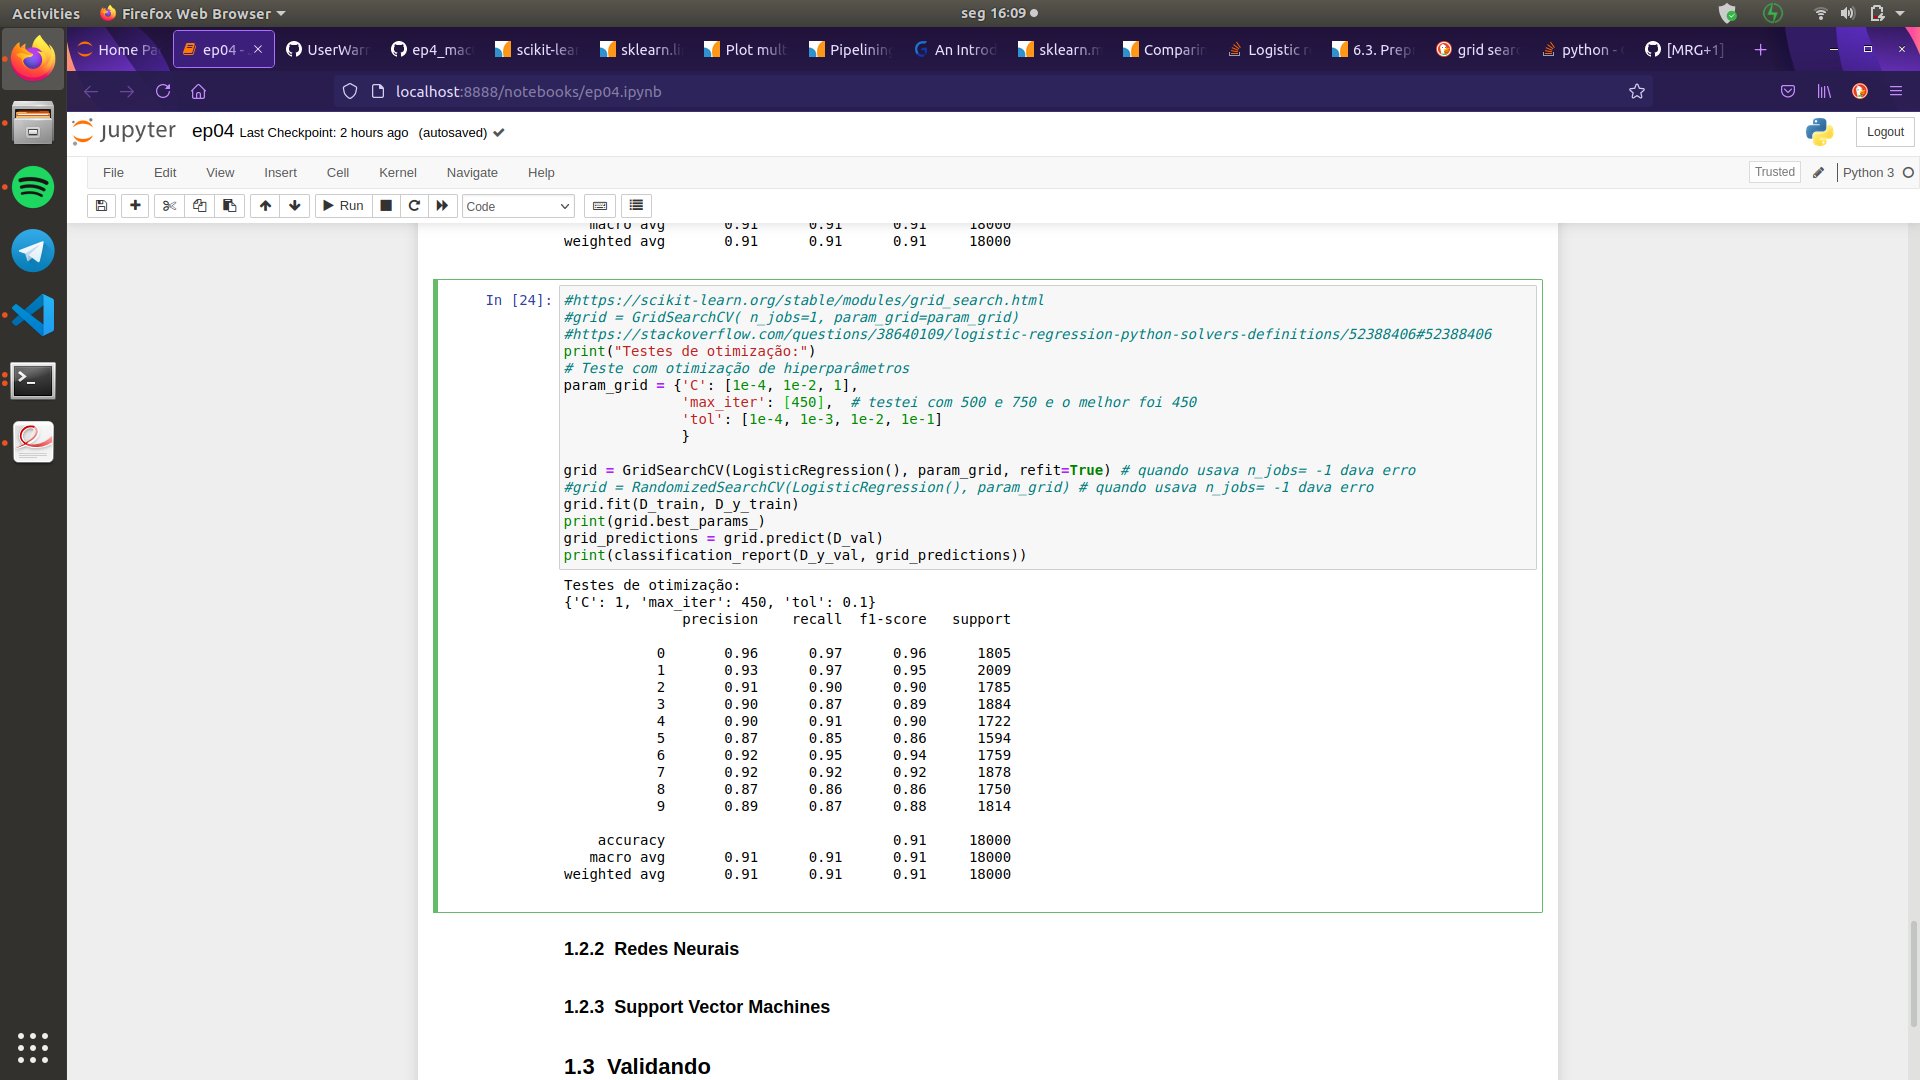 Activities Firefox Web Browser seg 16:09
Home Pa ep04 - UserWarn ep4_mac scikit-lear sklearn.li Plot mult Pipelining An Introd sklearn.m Comparin Logistic re 6.3. Prepr grid searc python - [MRG+1]
localhost:8888/notebooks/ep04.ipynb
jupyter ep04 Last Checkpoint: 2 hours ago (autosaved) Logout
File Edit View Insert Cell Kernel Navigate Help Trusted Python 3
Run Code
macro avg 0.91 0.91 0.91 18000
weighted avg 0.91 0.91 0.91 18000
In [24]:
#https://scikit-learn.org/stable/modules/grid_search.html
#grid = GridSearchCV( n_jobs=1, param_grid=param_grid)
#https://stackoverflow.com/questions/38640109/logistic-regression-python-solvers-definitions/52388406#52388406
print("Testes de otimização:")
# Teste com otimização de hiperparâmetros
param_grid = {'C': [1e-4, 1e-2, 1],
'max_iter': [450], # testei com 500 e 750 e o melhor foi 450
'tol': [1e-4, 1e-3, 1e-2, 1e-1]
}
grid = GridSearchCV(LogisticRegression(), param_grid, refit=True) # quando usava n_jobs= -1 dava erro
#grid = RandomizedSearchCV(LogisticRegression(), param_grid) # quando usava n_jobs= -1 dava erro
grid.fit(D_train, D_y_train)
print(grid.best_params_)
grid_predictions = grid.predict(D_val)
print(classification_report(D_y_val, grid_predictions))
Testes de otimização:
{'C': 1, 'max_iter': 450, 'tol': 0.1}
precision recall f1-score support
0 0.96 0.97 0.96 1805
1 0.93 0.97 0.95 2009
2 0.91 0.90 0.90 1785
3 0.90 0.87 0.89 1884
4 0.90 0.91 0.90 1722
5 0.87 0.85 0.86 1594
6 0.92 0.95 0.94 1759
7 0.92 0.92 0.92 1878
8 0.87 0.86 0.86 1750
9 0.89 0.87 0.88 1814
accuracy 0.91 18000
macro avg 0.91 0.91 0.91 18000
weighted avg 0.91 0.91 0.91 18000
1.2.2 Redes Neurais
1.2.3 Support Vector Machines
1.3 Validando